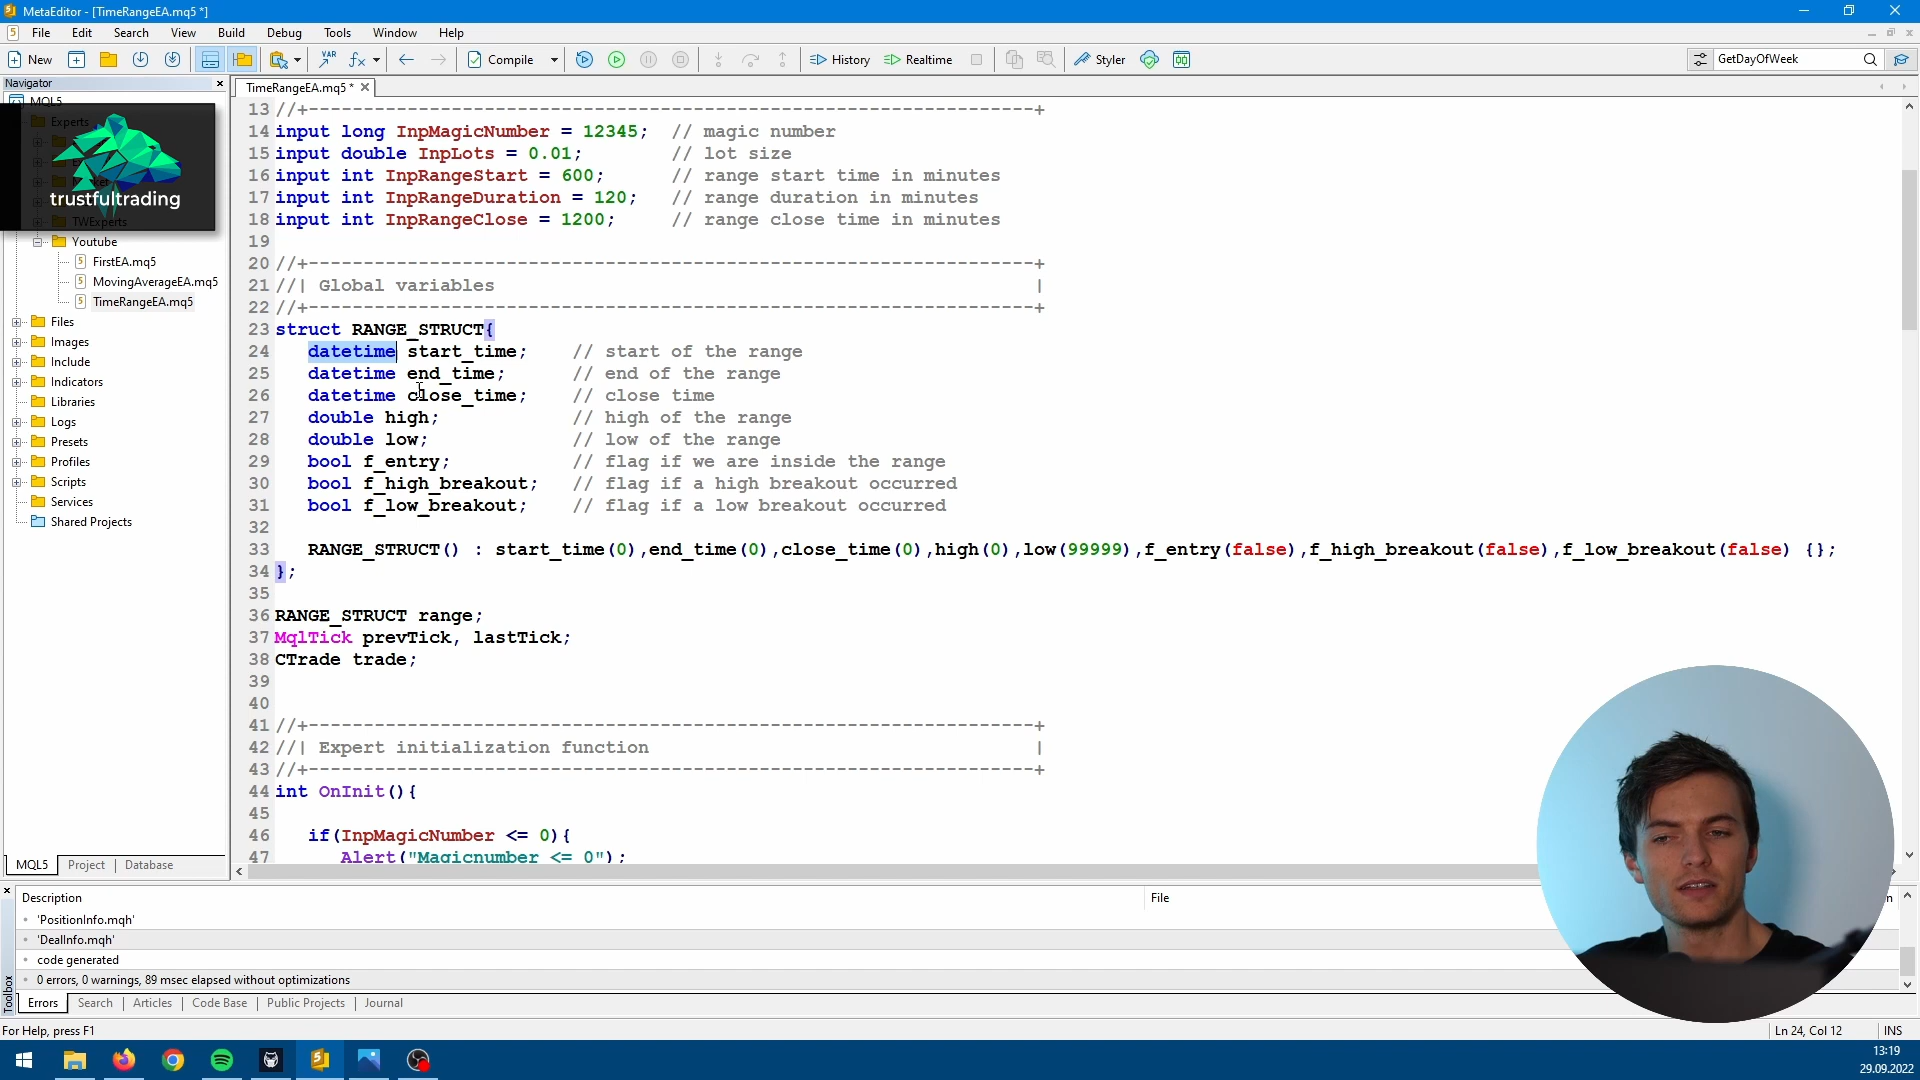 MetaEditor - [TimeRangeEA.mq5 *]
File Edit Search View Build Debug Tools Window Help
New VAR Compile History Realtime Styler GetDayOfWeek
Navigator
TimeRangeEA.mq5 *
MQL5
Experts
trustfultrading
TWExperts
Youtube
FirstEA.mq5
MovingAverageEA.mq5
TimeRangeEA.mq5
Files
Images
Include
Indicators
Libraries
Logs
Presets
Profiles
Scripts
Services
Shared Projects
MQL5 Project Database
13 //+------------------------------------------------------------------+
14 input long InpMagicNumber = 12345; // magic number
15 input double InpLots = 0.01; // lot size
16 input int InpRangeStart = 600; // range start time in minutes
17 input int InpRangeDuration = 120; // range duration in minutes
18 input int InpRangeClose = 1200; // range close time in minutes
19
20 //+------------------------------------------------------------------+
21 //| Global variables |
22 //+------------------------------------------------------------------+
23 struct RANGE_STRUCT{
24 datetime start_time; // start of the range
25 datetime end_time; // end of the range
26 datetime close_time; // close time
27 double high; // high of the range
28 double low; // low of the range
29 bool f_entry; // flag if we are inside the range
30 bool f_high_breakout; // flag if a high breakout occurred
31 bool f_low_breakout; // flag if a low breakout occurred
32
33 RANGE_STRUCT() : start_time(0),end_time(0),close_time(0),high(0),low(99999),f_entry(false),f_high_breakout(false),f_low_breakout(false) {};
34 };
35
36 RANGE_STRUCT range;
37 MqlTick prevTick, lastTick;
38 CTrade trade;
39
40
41 //+------------------------------------------------------------------+
42 //| Expert initialization function |
43 //+------------------------------------------------------------------+
44 int OnInit(){
45
46 if(InpMagicNumber <= 0){
47 Alert("Magicnumber <= 0");
Description File
'PositionInfo.mqh'
'DealInfo.mqh'
code generated
0 errors, 0 warnings, 89 msec elapsed without optimizations
Toolbox
Errors Search Articles Code Base Public Projects Journal
For Help, press F1 Ln 24, Col 12 INS
13:19
29.09.2022